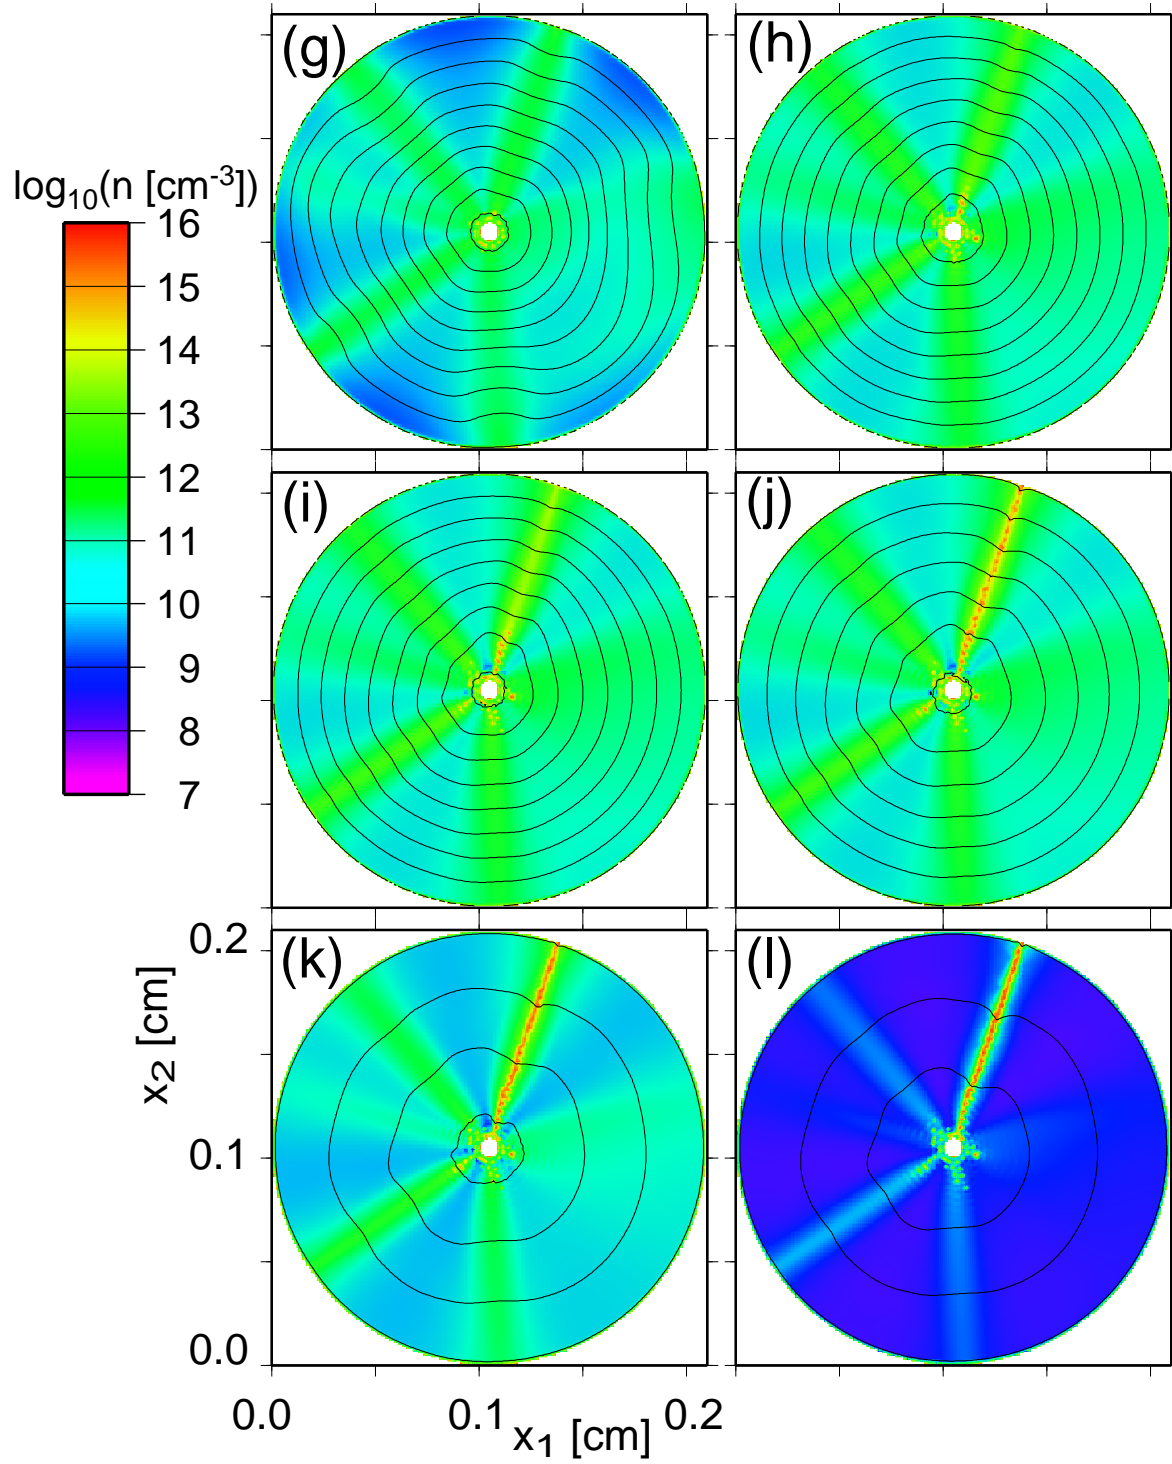 (g)
(h)
log10(n [cm-3])
16
15
14
13
12
11
10
9
8
7
(i)
(j)
(k)
(l)
0.2
0.1
0.0
x2 [cm]
0.0
0.1
0.2
x1 [cm]